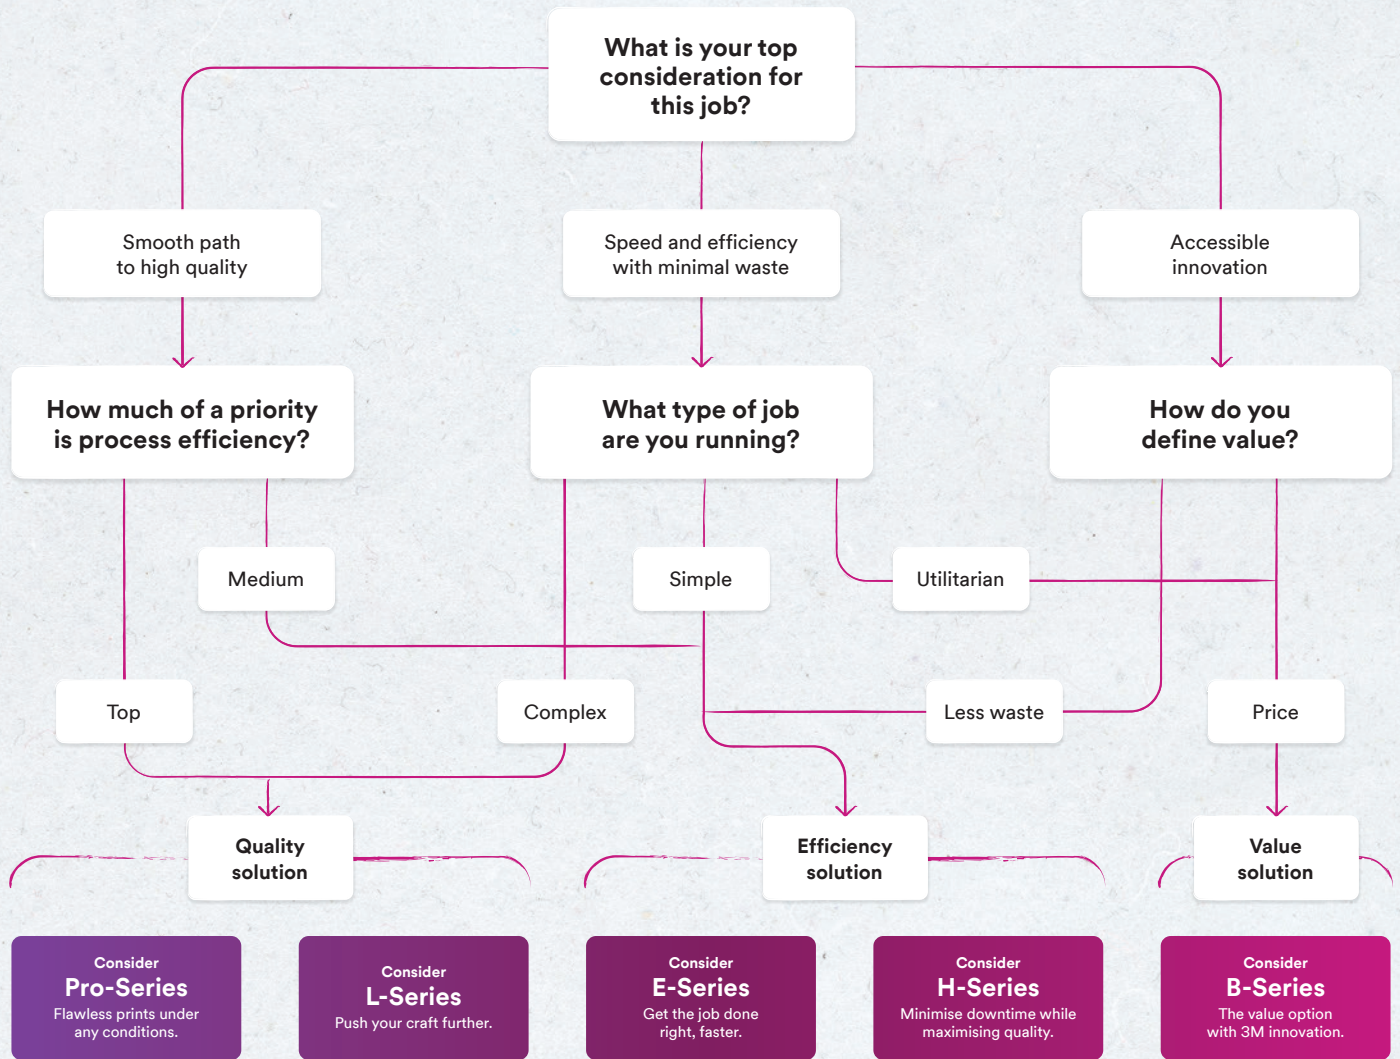 What is your top
consideration for
this job?
Smooth path
to high quality
Speed and efficiency
with minimal waste
Accessible
innovation
How much of a priority
is process efficiency?
What type of job
are you running?
How do you
define value?
Medium
Simple
Utilitarian
Top
Complex
Less waste
Price
Quality
solution
Efficiency
solution
Value
solution
Consider
Pro-Series
Flawless prints under
any conditions.
Consider
L-Series
Push your craft further.
Consider
E-Series
Get the job done
right, faster.
Consider
H-Series
Minimise downtime while
maximising quality.
Consider
B-Series
The value option
with 3M innovation.